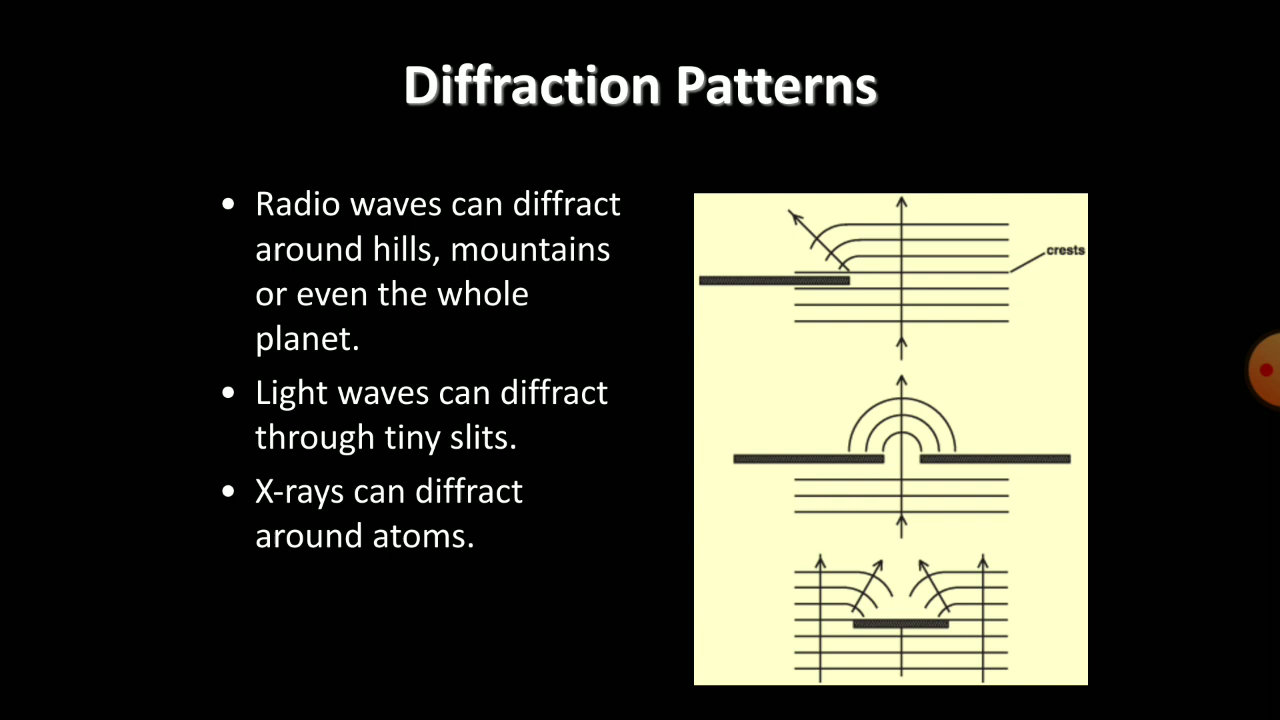 Diffraction Patterns
• Radio waves can diffract
around hills, mountains
or even the whole
planet.
• Light waves can diffract
through tiny slits.
• X-rays can diffract
around atoms.
crests